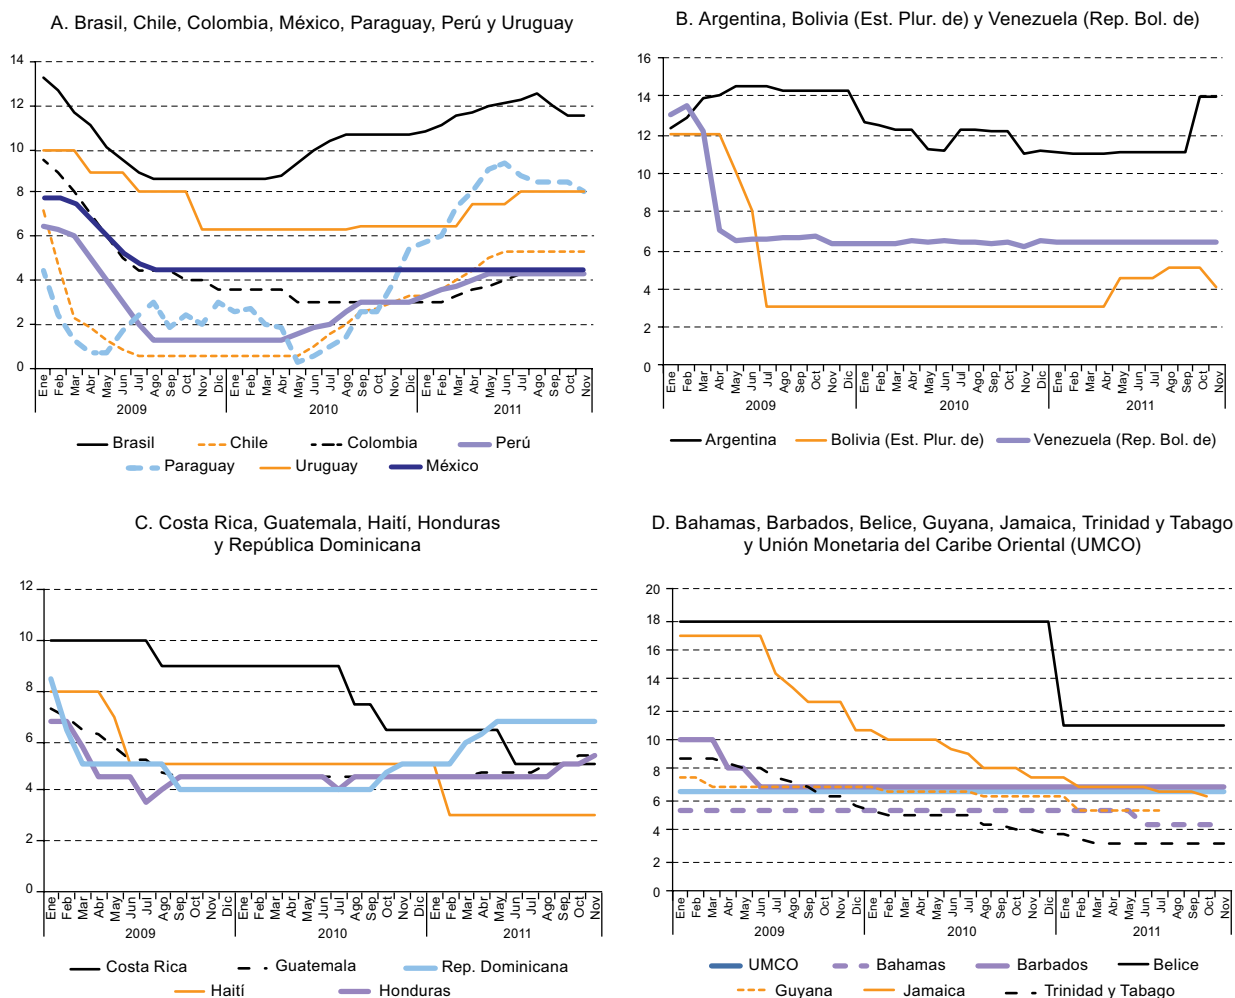 A. Brasil, Chile, Colombia, México, Paraguay, Perú y Uruguay
14
12
10
8
6
4
2
0
Ene Feb Mar Abr May Jun Jul Ago Sep Oct Nov Dic Ene Feb Mar Abr May Jun Jul Ago Sep Oct Nov Dic Ene Feb Mar Abr May Jun Jul Ago Sep Oct Nov
2009 2010 2011
Brasil Chile Colombia Perú
Paraguay Uruguay México
B. Argentina, Bolivia (Est. Plur. de) y Venezuela (Rep. Bol. de)
16
14
12
10
8
6
4
2
0
Ene Feb Mar Abr May Jun Jul Ago Sep Oct Nov Dic Ene Feb Mar Abr May Jun Jul Ago Sep Oct Nov Dic Ene Feb Mar Abr May Jun Jul Ago Sep Oct Nov
2009 2010 2011
Argentina Bolivia (Est. Plur. de) Venezuela (Rep. Bol. de)
C. Costa Rica, Guatemala, Haití, Honduras
y República Dominicana
12
10
8
6
4
2
0
Ene Feb Mar Abr May Jun Jul Ago Sep Oct Nov Dic Ene Feb Mar Abr May Jun Jul Ago Sep Oct Nov Dic Ene Feb Mar Abr May Jun Jul Ago Sep Oct Nov
2009 2010 2011
Costa Rica Guatemala Rep. Dominicana
Haití Honduras
D. Bahamas, Barbados, Belice, Guyana, Jamaica, Trinidad y Tabago
y Unión Monetaria del Caribe Oriental (UMCO)
20
18
16
14
12
10
8
6
4
2
0
Ene Feb Mar Abr May Jun Jul Ago Sep Oct Nov Dic Ene Feb Mar Abr May Jun Jul Ago Sep Oct Nov Dic Ene Feb Mar Abr May Jun Jul Ago Sep Oct Nov
2009 2010 2011
UMCO Bahamas Barbados Belice
Guyana Jamaica Trinidad y Tabago